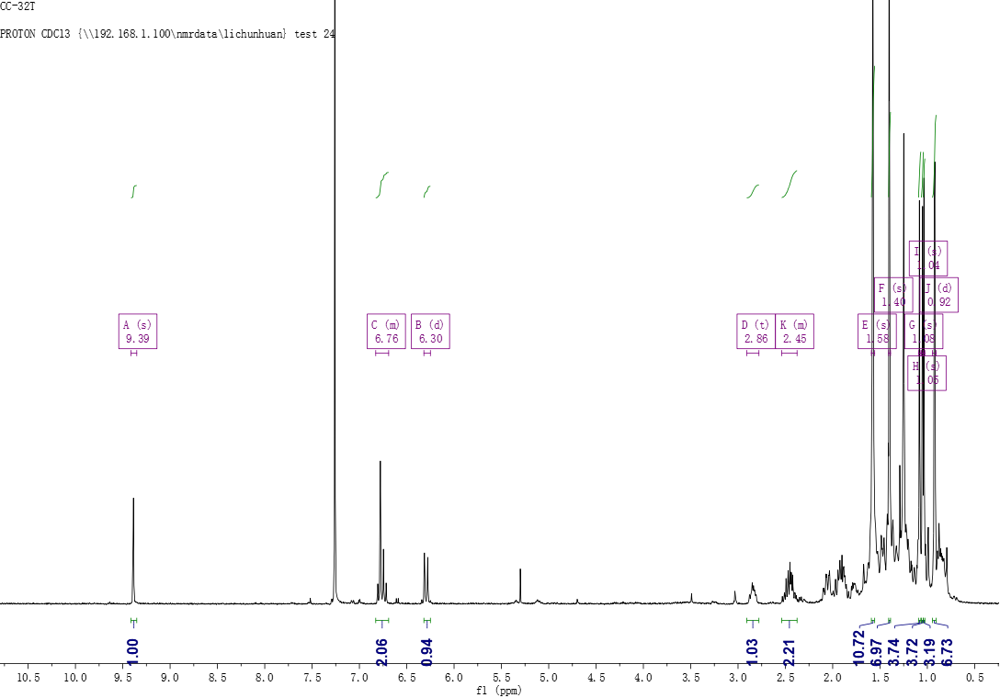 CC-32T
PROTON CDCl3 {\\192.168.1.100\nmrdata\lichunhuan} test 24
I (s)
1.04
F (s)
1.40
J (d)
0.92
A (s)
9.39
C (m)
6.76
B (d)
6.30
D (t)
2.86
K (m)
2.45
E (s)
1.58
G (s)
1.08
H (s)
1.05
1.00
2.06
0.94
1.03
2.21
10.72
6.97
3.74
3.72
3.19
6.73
10.5 10.0 9.5 9.0 8.5 8.0 7.5 7.0 6.5 6.0 5.5 5.0 4.5 4.0 3.5 3.0 2.5 2.0 1.5 1.0 0.5
f1 (ppm)